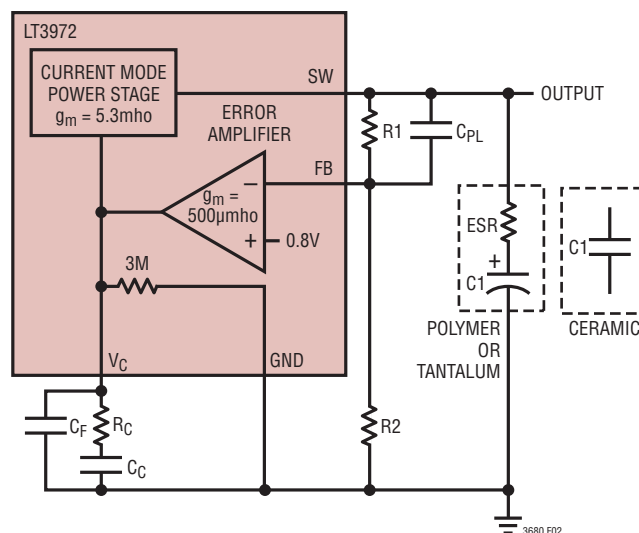 LT3972
CURRENT MODE
POWER STAGE
gm = 5.3mho
SW
OUTPUT
ERROR
AMPLIFIER
R1
CPL
FB
–
gm =
500µmho
+
0.8V
ESR
+
C1
C1
3M
POLYMER
OR
TANTALUM
CERAMIC
VC
GND
CF
RC
R2
CC
3680 F02